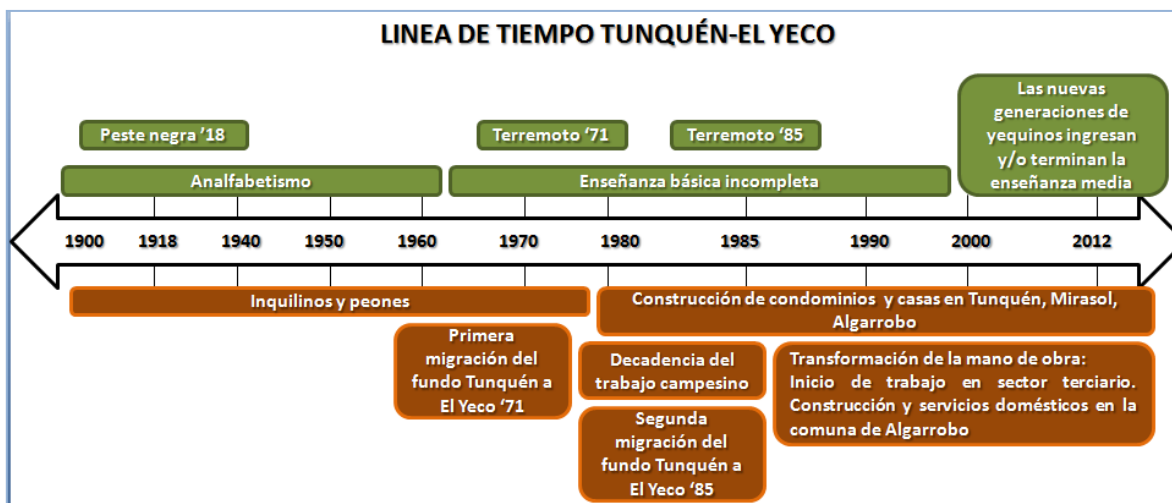 LINEA DE TIEMPO TUNQUÉN-EL YECO
Peste negra ’18
Terremoto ‘71
Terremoto ‘85
Las nuevas
generaciones de
yequinos ingresan
y/o terminan la
enseñanza media
Analfabetismo
Enseñanza básica incompleta
1900 1918 1940 1950 1960 1970 1980 1985 1990 2000 2012
Inquilinos y peones
Construcción de condominios y casas en Tunquén, Mirasol,
Algarrobo
Primera
migración del
fundo Tunquén a
El Yeco ‘71
Decadencia del
trabajo campesino
Segunda
migración del
fundo Tunquén a
El Yeco ‘85
Transformación de la mano de obra:
Inicio de trabajo en sector terciario.
Construcción y servicios domésticos en la
comuna de Algarrobo